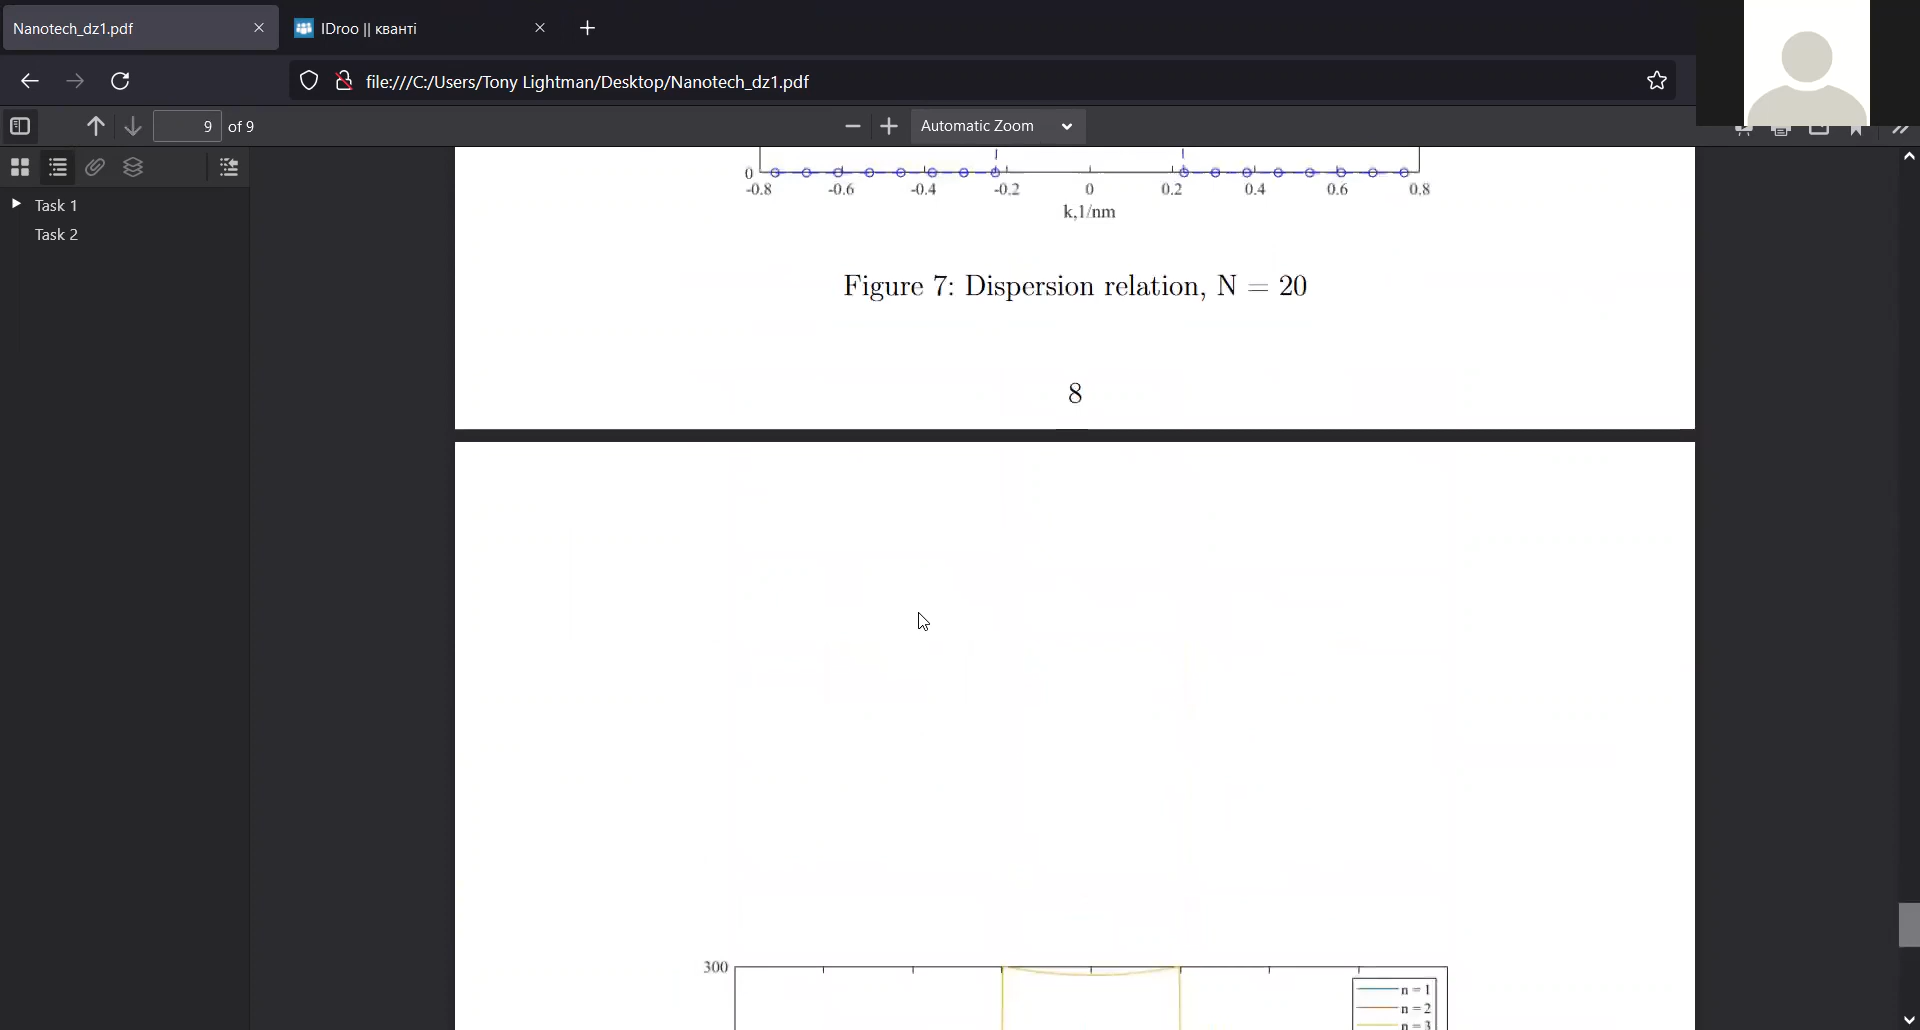 Nanotech_dz1.pdf
IDroo || кванті
file:///C:/Users/Tony Lightman/Desktop/Nanotech_dz1.pdf
9 of 9
Automatic Zoom
Task 1
Task 2
0
-0.8 -0.6 -0.4 -0.2 0 0.2 0.4 0.6 0.8
k,1/nm
Figure 7: Dispersion relation, N = 20
8
300
n = 1
n = 2
n = 3